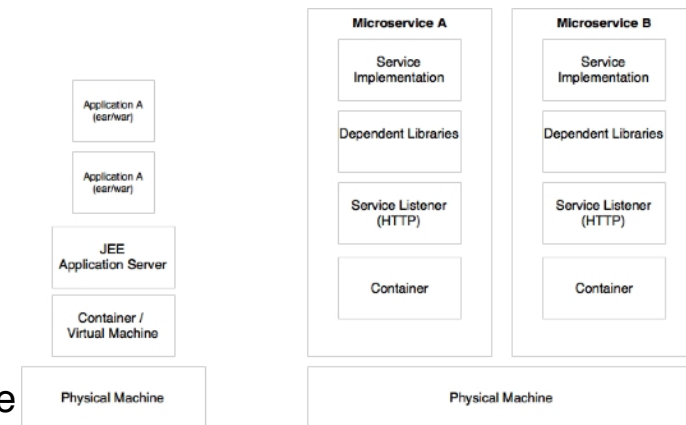 Application A
(ear/war)
Application A
(ear/war)
JEE
Application Server
Container /
Virtual Machine
e
Physical Machine
Microservice A
Service
Implementation
Dependent Libraries
Service Listener
(HTTP)
Container
Microservice B
Service
Implementation
Dependent Libraries
Service Listener
(HTTP)
Container
Physical Machine